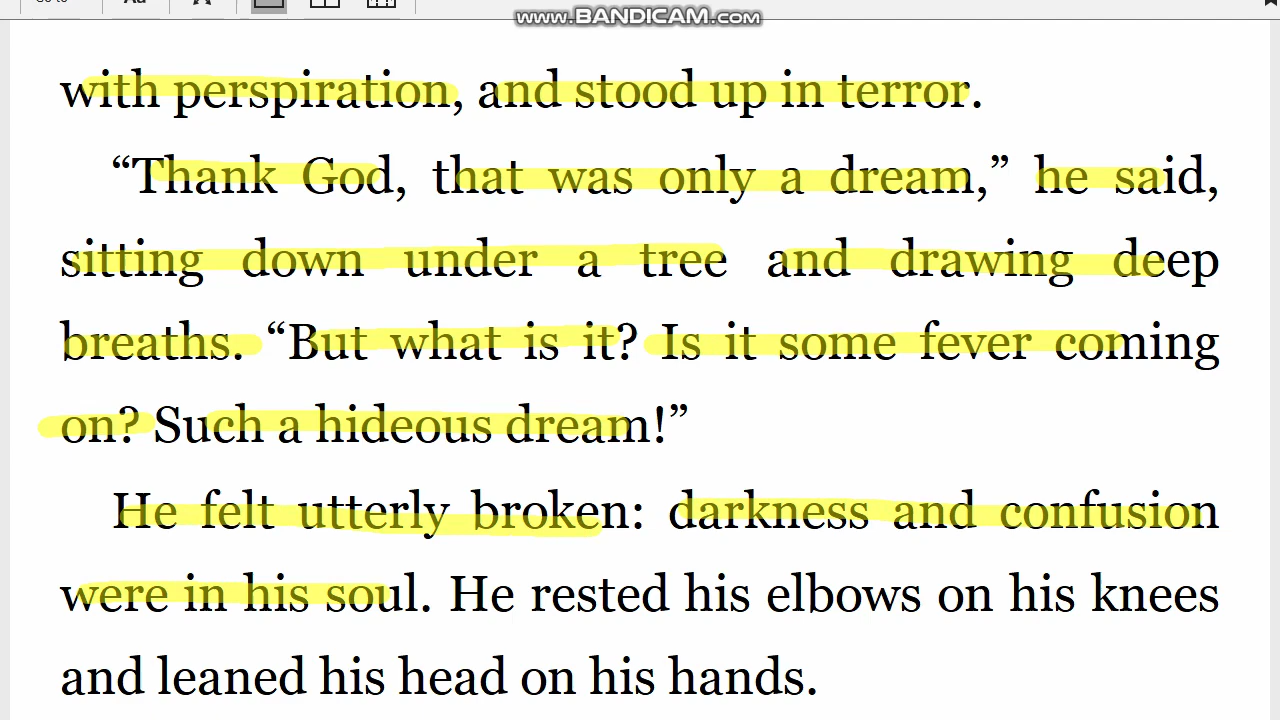 www.BANDICAM.com
with perspiration, and stood up in terror.
“Thank God, that was only a dream,” he said,
sitting down under a tree and drawing deep
breaths. “But what is it? Is it some fever coming
on? Such a hideous dream!”
He felt utterly broken: darkness and confusion
were in his soul. He rested his elbows on his knees
and leaned his head on his hands.